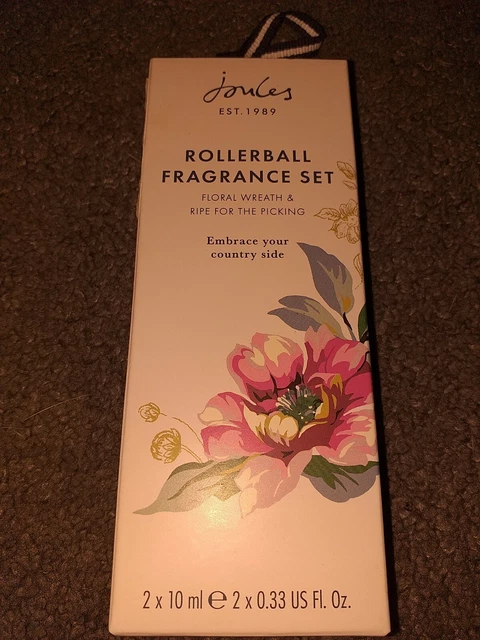 Joules
EST. 1989
ROLLERBALL
FRAGRANCE SET
FLORAL WREATH &
RIPE FOR THE PICKING
Embrace your
country side
2 x 10 ml ℮ 2 x 0.33 US Fl. Oz.